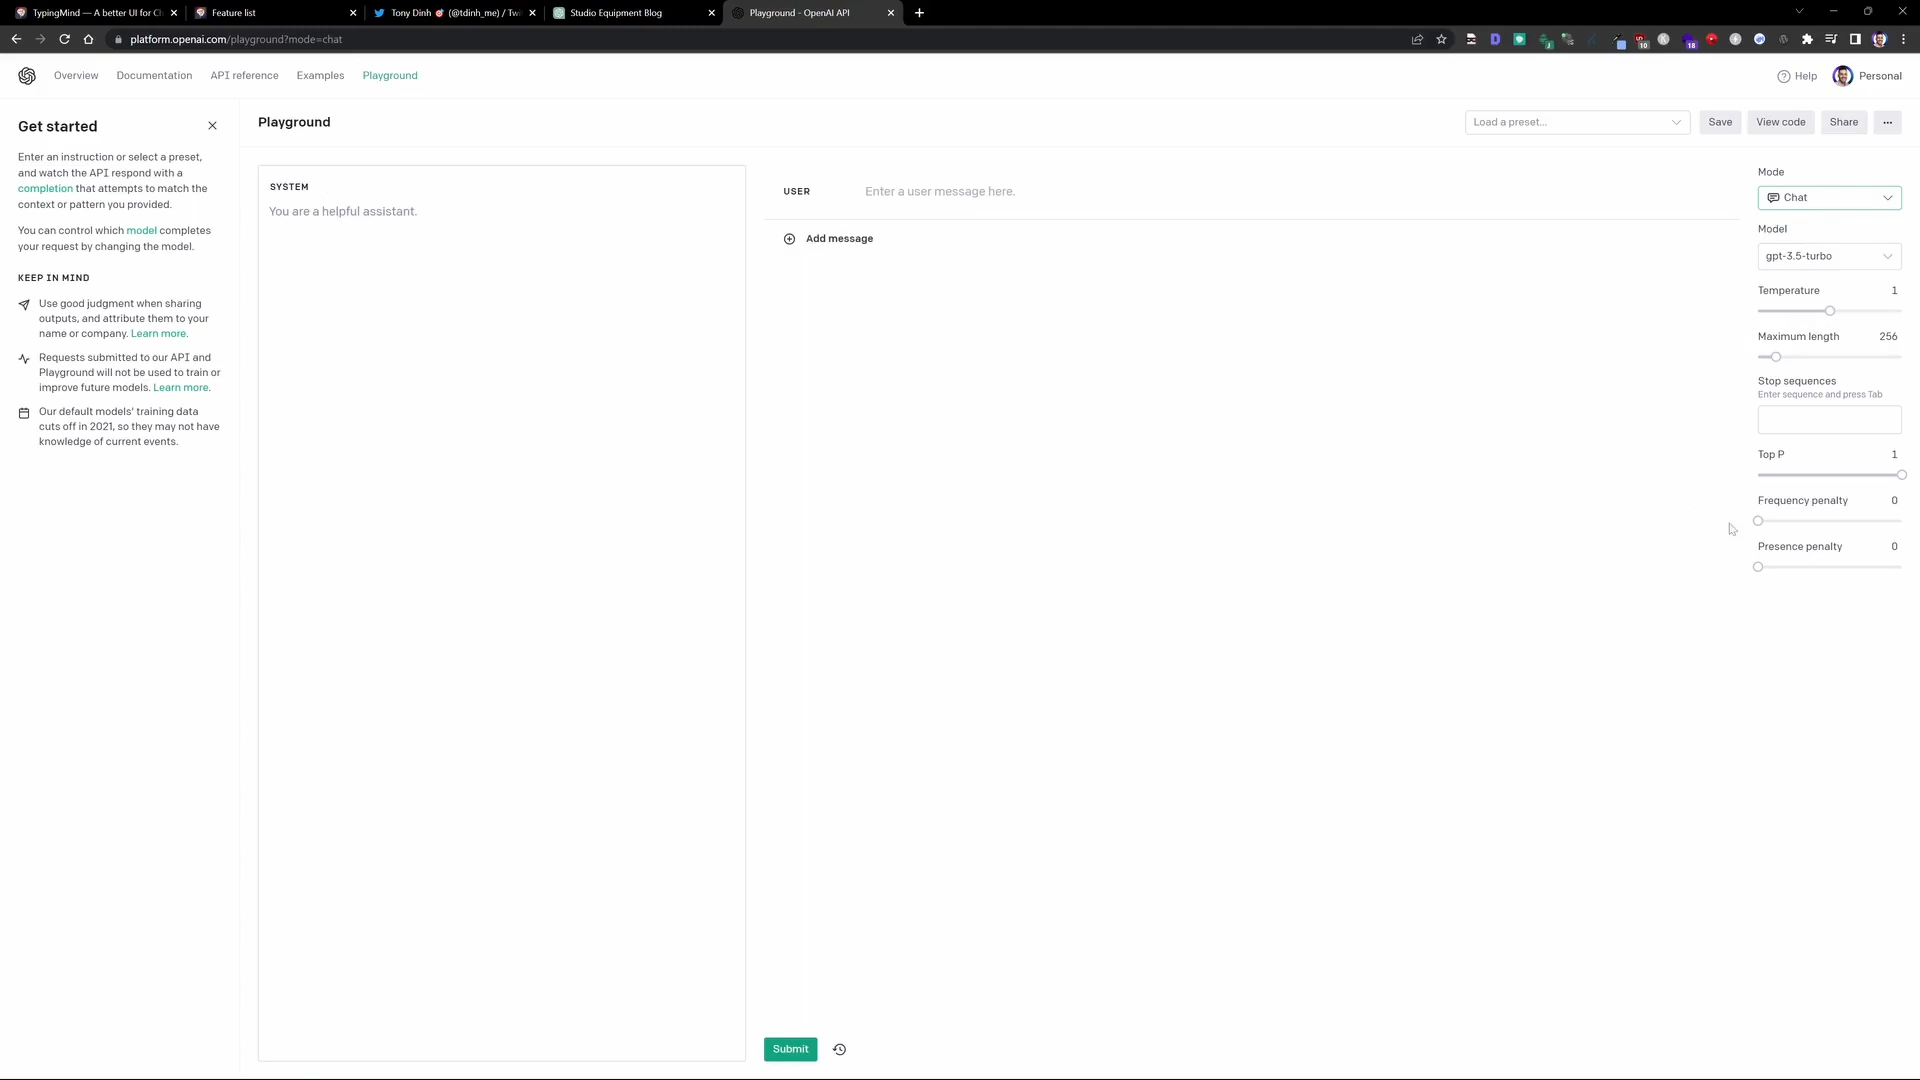 TypingMind — A better UI for Ch
Feature list
Tony Dinh 🎯 (@tdinh_me) / Twi
Studio Equipment Blog
Playground - OpenAI API
platform.openai.com/playground?mode=chat
10
18
Overview
Documentation
API reference
Examples
Playground
Help
Personal
Get started
Enter an instruction or select a preset,
and watch the API respond with a
completion that attempts to match the
context or pattern you provided.
You can control which model completes
your request by changing the model.
KEEP IN MIND
Use good judgment when sharing
outputs, and attribute them to your
name or company. Learn more.
Requests submitted to our API and
Playground will not be used to train or
improve future models. Learn more.
Our default models' training data
cuts off in 2021, so they may not have
knowledge of current events.
Playground
Load a preset...
Save
View code
Share
...
SYSTEM
You are a helpful assistant.
USER
Enter a user message here.
Add message
Submit
Mode
Chat
Model
gpt-3.5-turbo
Temperature 1
Maximum length 256
Stop sequences
Enter sequence and press Tab
Top P 1
Frequency penalty 0
Presence penalty 0